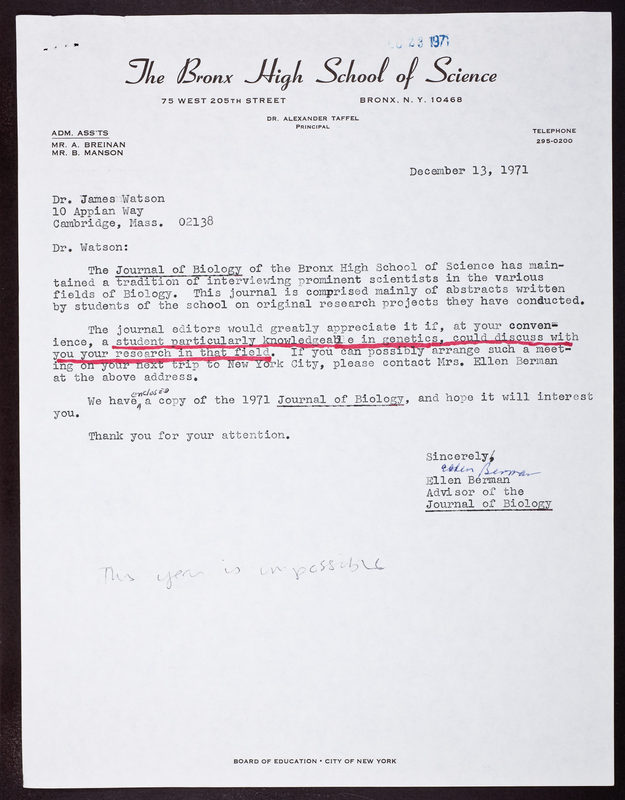 23 1971
The Bronx High School of Science
75 WEST 205TH STREET BRONX, N. Y. 10468
DR. ALEXANDER TAFFEL
PRINCIPAL
ADM. ASS'TS
MR. A. BREINAN
MR. B. MANSON
TELEPHONE
295-0200
December 13, 1971
Dr. James Watson
10 Appian Way
Cambridge, Mass. 02138
Dr. Watson:
The Journal of Biology of the Bronx High School of Science has main-
tained a tradition of interviewing prominent scientists in the various
fields of Biology. This journal is comprised mainly of abstracts written
by students of the school on original research projects they have conducted.
The journal editors would greatly appreciate it if, at your conven-
ience, a student particularly knowledgeable in genetics, could discuss with
you your research in that field. If you can possibly arrange such a meet-
ing on your next trip to New York City, please contact Mrs. Ellen Berman
at the above address.
enclosed
We have a copy of the 1971 Journal of Biology, and hope it will interest
you.
Thank you for your attention.
Sincerely,
Ellen Berman
Ellen Berman
Advisor of the
Journal of Biology
This year is impossible
BOARD OF EDUCATION • CITY OF NEW YORK